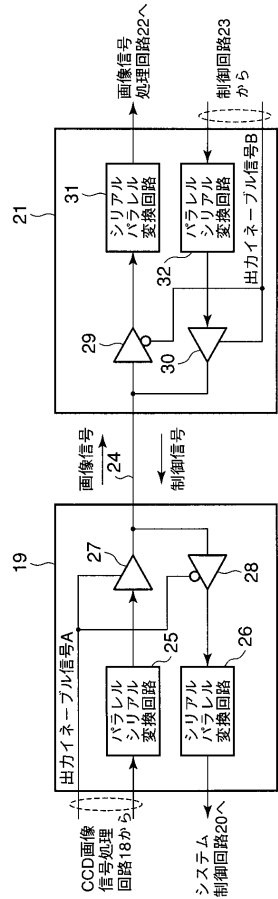 19
出力イネーブル信号A
CCD画像
信号処理
回路18から
パラレル
シリアル
変換回路
25
27
28
シリアル
パラレル
変換回路
26
システム
制御回路20へ
画像信号
24
制御信号
21
29
シリアル
パラレル
変換回路
31
画像信号
処理回路22へ
30
パラレル
シリアル
変換回路
32
制御回路23
から
出力イネーブル信号B